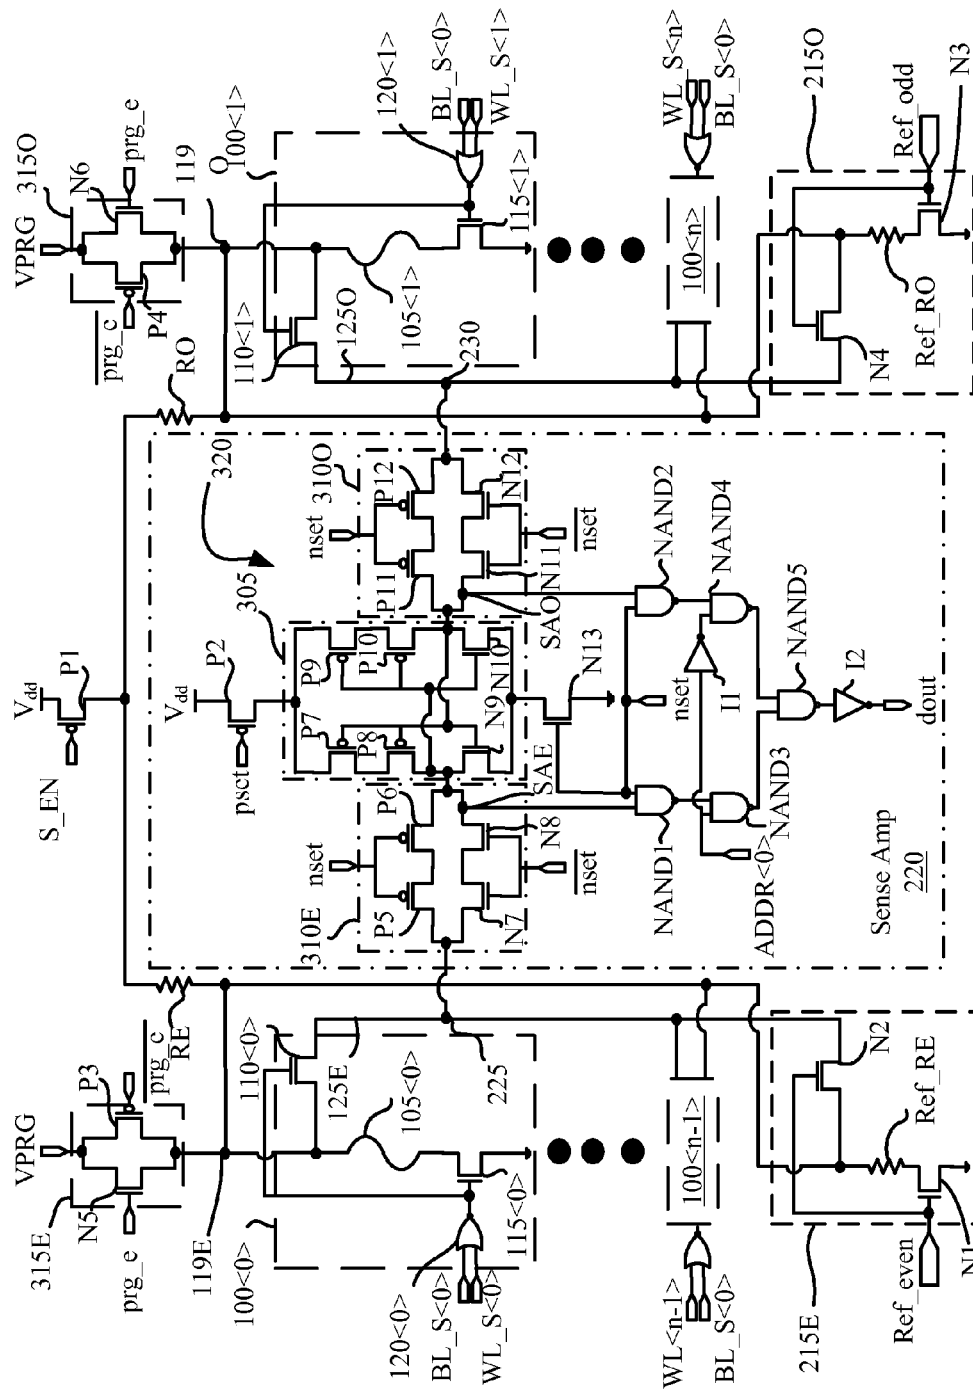 VPRG
315E
N5
P3
prg_e
prg_e
RE
119E
100<0>
110<0>
125E
105<0>
225
120<0>
BL_S<0>
WL_S<0>
115<0>
100<n-1>
WL<n-1>
BL_S<0>
215E
N2
Ref_RE
Ref_even
N1
S_EN
Vdd
P1
Vdd
P2
pset
305
320
P7
P8
P9
P10
N9
N10
nset
310E
P5
P6
N7
N8
nset
SAE
nset
310O
P11
P12
N11
N12
nset
SAO
N13
nset
NAND1
NAND2
NAND3
NAND4
NAND5
I1
I2
ADDR<0>
dout
Sense Amp
220
VPRG
315O
N6
prg_e
prg_e
P4
RO
119
O
100<1>
110<1>
125O
105<1>
230
120<1>
BL_S<0>
WL_S<1>
115<1>
100<n>
WL_S<n>
BL_S<0>
215O
N4
Ref_RO
Ref_odd
N3